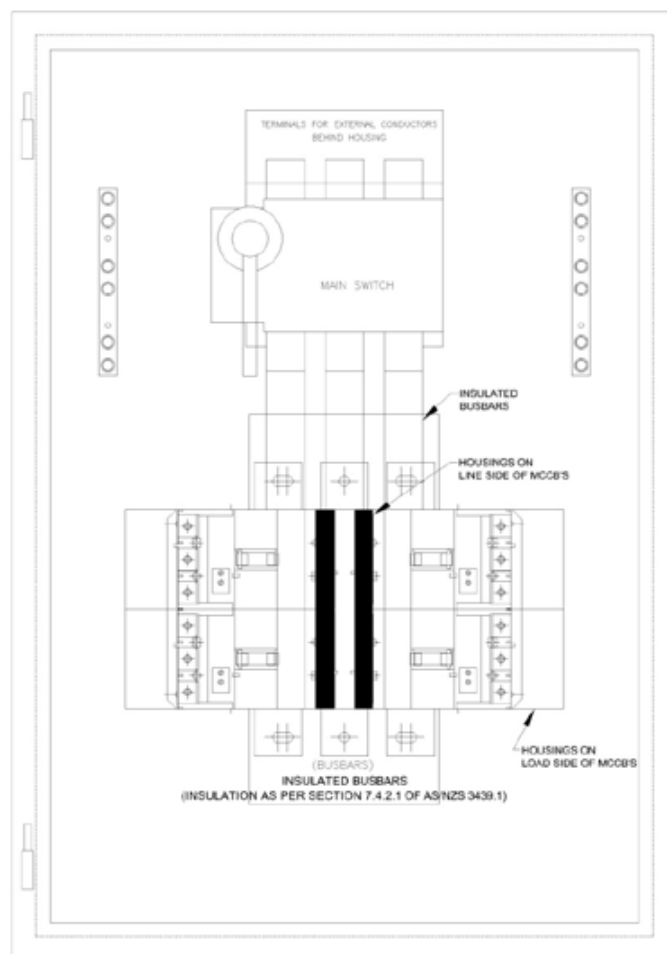 TERMINALS FOR EXTERNAL CONDUCTORS
BEHIND HOUSING
MAIN SWITCH
INSULATED
BUSBARS
HOUSINGS ON
LINE SIDE OF MCCB'S
HOUSINGS ON
LOAD SIDE OF MCCB'S
(BUSBARS)
INSULATED BUSBARS
(INSULATION AS PER SECTION 7.4.2.1 OF AS/NZS 3439.1)